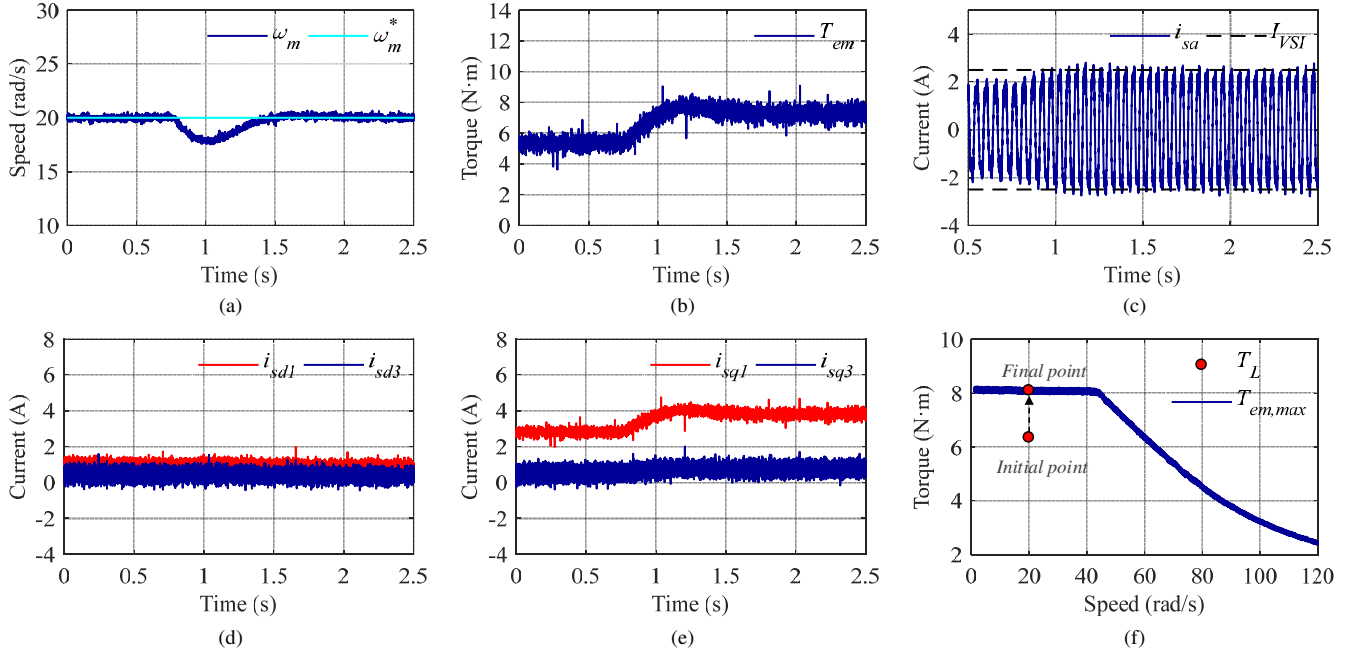 ω_m ω_m^*
Speed (rad/s)
30
25
20
15
10
0 0.5 1 1.5 2 2.5
Time (s)
(a)
T_em
Torque (N·m)
14
12
10
8
6
4
2
0
0 0.5 1 1.5 2 2.5
Time (s)
(b)
i_sa I_VSI
Current (A)
4
2
0
-2
-4
0.5 1 1.5 2 2.5
Time (s)
(c)
i_sd1 i_sd3
Current (A)
8
6
4
2
0
-2
-4
0 0.5 1 1.5 2 2.5
Time (s)
(d)
i_sq1 i_sq3
Current (A)
8
6
4
2
0
-2
-4
0 0.5 1 1.5 2 2.5
Time (s)
(e)
Final point
T_L
T_em,max
Initial point
Torque (N·m)
10
8
6
4
2
0 20 40 60 80 100 120
Speed (rad/s)
(f)